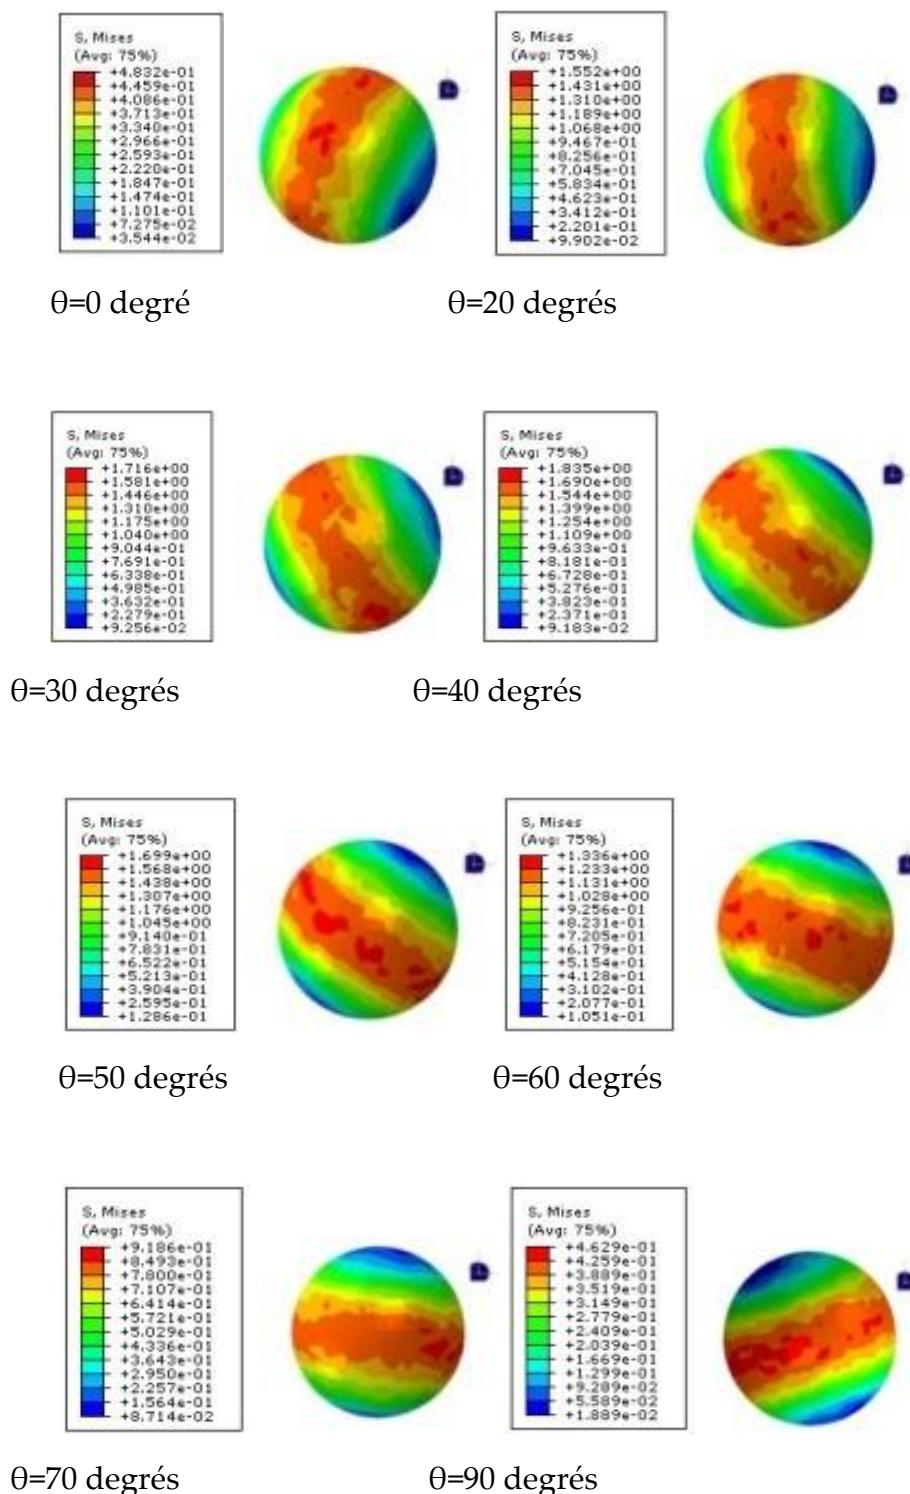 S, Mises
(Avg: 75%)
+4.832e-01
+4.459e-01
+4.086e-01
+3.713e-01
+3.340e-01
+2.966e-01
+2.593e-01
+2.220e-01
+1.847e-01
+1.474e-01
+1.101e-01
+7.275e-02
+3.544e-02
θ=0 degré
S, Mises
(Avg: 75%)
+1.552e+00
+1.431e+00
+1.310e+00
+1.189e+00
+1.068e+00
+9.467e-01
+8.256e-01
+7.045e-01
+5.834e-01
+4.623e-01
+3.412e-01
+2.201e-01
+9.902e-02
θ=20 degrés
S, Mises
(Avg: 75%)
+1.716e+00
+1.581e+00
+1.446e+00
+1.310e+00
+1.175e+00
+1.040e+00
+9.044e-01
+7.691e-01
+6.338e-01
+4.985e-01
+3.632e-01
+2.279e-01
+9.256e-02
θ=30 degrés
S, Mises
(Avg: 75%)
+1.835e+00
+1.690e+00
+1.544e+00
+1.399e+00
+1.254e+00
+1.109e+00
+9.633e-01
+8.181e-01
+6.728e-01
+5.276e-01
+3.823e-01
+2.371e-01
+9.183e-02
θ=40 degrés
S, Mises
(Avg: 75%)
+1.699e+00
+1.568e+00
+1.438e+00
+1.307e+00
+1.176e+00
+1.045e+00
+9.140e-01
+7.831e-01
+6.522e-01
+5.213e-01
+3.904e-01
+2.595e-01
+1.286e-01
θ=50 degrés
S, Mises
(Avg: 75%)
+1.336e+00
+1.233e+00
+1.131e+00
+1.028e+00
+9.256e-01
+8.231e-01
+7.205e-01
+6.179e-01
+5.154e-01
+4.128e-01
+3.102e-01
+2.077e-01
+1.051e-01
θ=60 degrés
S, Mises
(Avg: 75%)
+9.186e-01
+8.493e-01
+7.800e-01
+7.107e-01
+6.414e-01
+5.721e-01
+5.029e-01
+4.336e-01
+3.643e-01
+2.950e-01
+2.257e-01
+1.564e-01
+8.714e-02
θ=70 degrés
S, Mises
(Avg: 75%)
+4.629e-01
+4.259e-01
+3.889e-01
+3.519e-01
+3.149e-01
+2.779e-01
+2.409e-01
+2.039e-01
+1.669e-01
+1.299e-01
+9.289e-02
+5.589e-02
+1.889e-02
θ=90 degrés